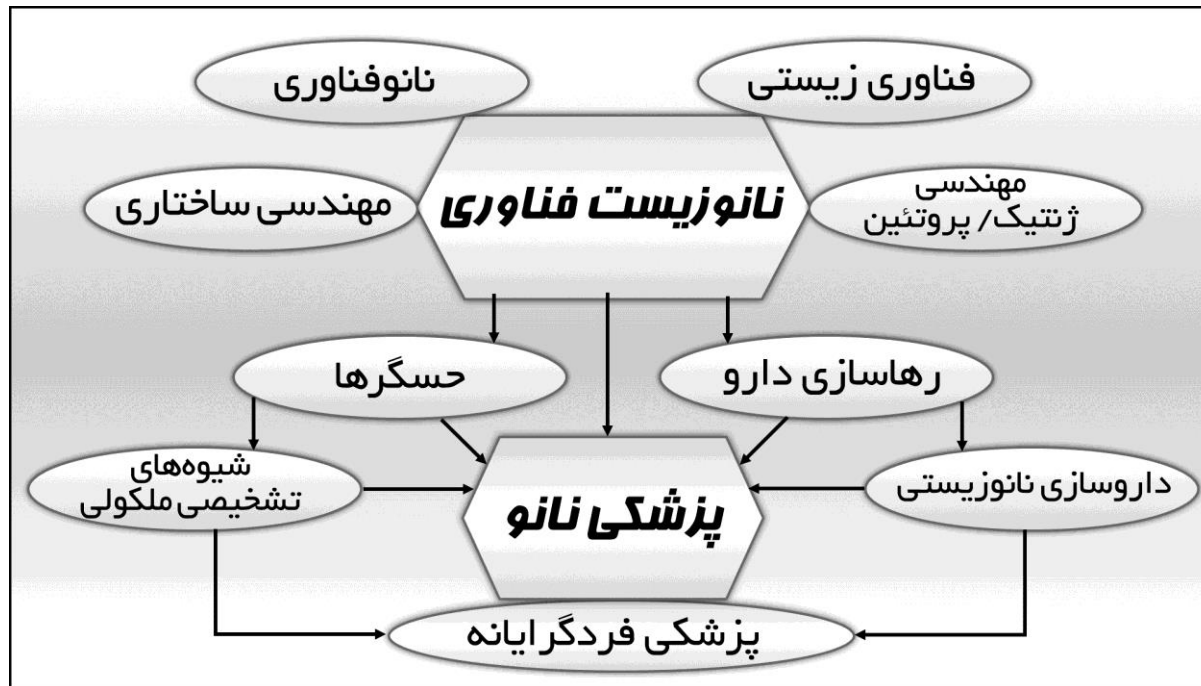 فناوری زیستی
نانوفناوری
نانوزیست فناوری
مهندسی
ژنتیک/ پروتئین
مهندسی ساختاری
رهاسازی دارو
حسگرها
داروسازی نانوزیستی
پزشکی نانو
شیوه‌های
تشخیصی ملکولی
پزشکی فردگرایانه